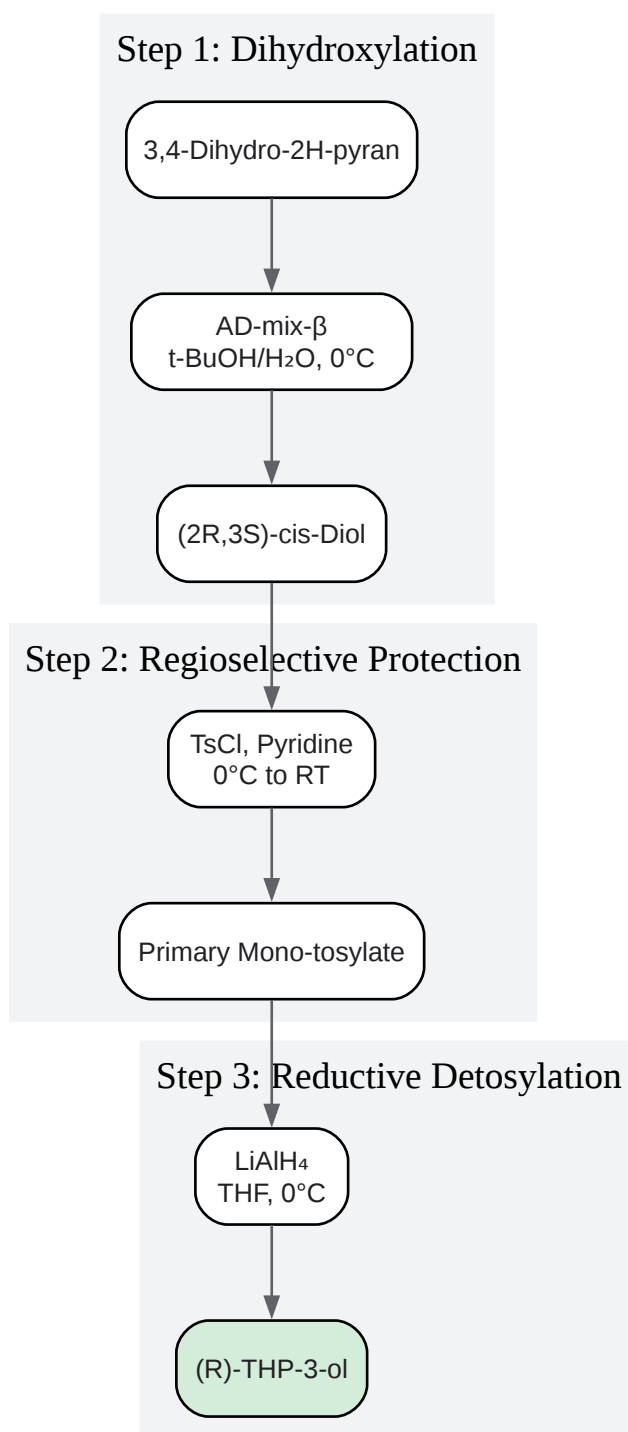 Step 1: Dihydroxylation
3,4-Dihydro-2H-pyran
AD-mix-β
t-BuOH/H₂O, 0°C
(2R,3S)-cis-Diol
Step 2: Regioselective Protection
TsCl, Pyridine
0°C to RT
Primary Mono-tosylate
Step 3: Reductive Detosylation
LiAlH₄
THF, 0°C
(R)-THP-3-ol